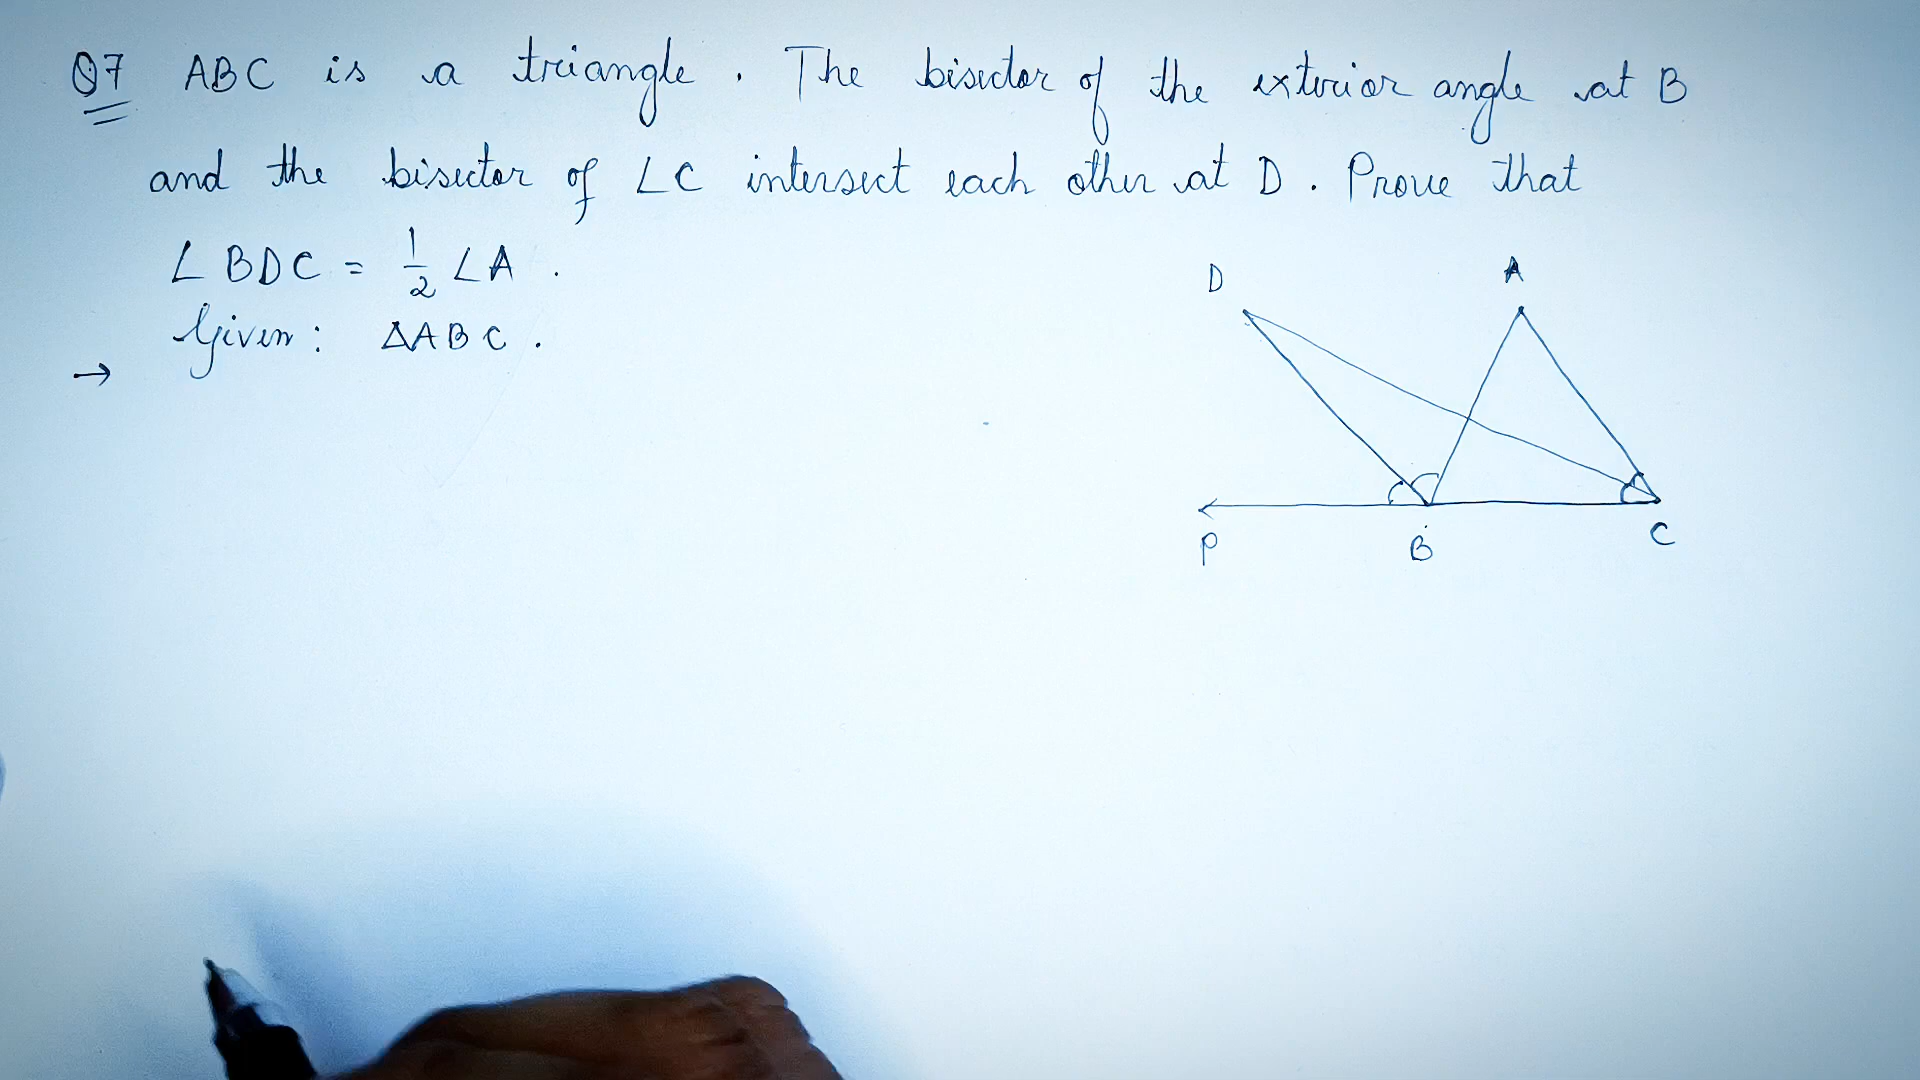 Q7 ABC is a triangle. The bisector of the exterior angle at B
and the bisector of ∠C intersect each other at D. Prove that
∠BDC = 1/2 ∠A.
Given: ΔABC.
→
D A
P B C